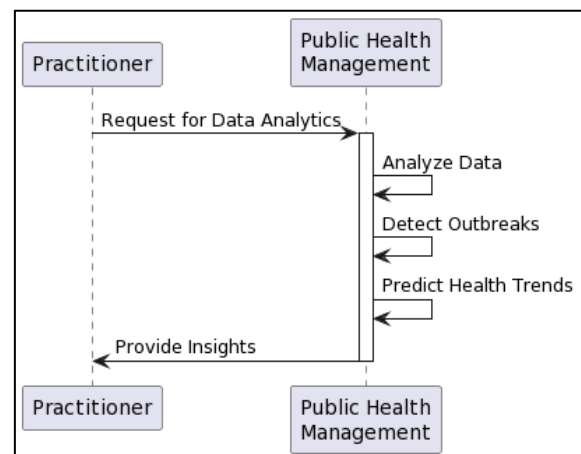 Practitioner
Public Health
Management
Request for Data Analytics
Analyze Data
Detect Outbreaks
Predict Health Trends
Provide Insights
Practitioner
Public Health
Management